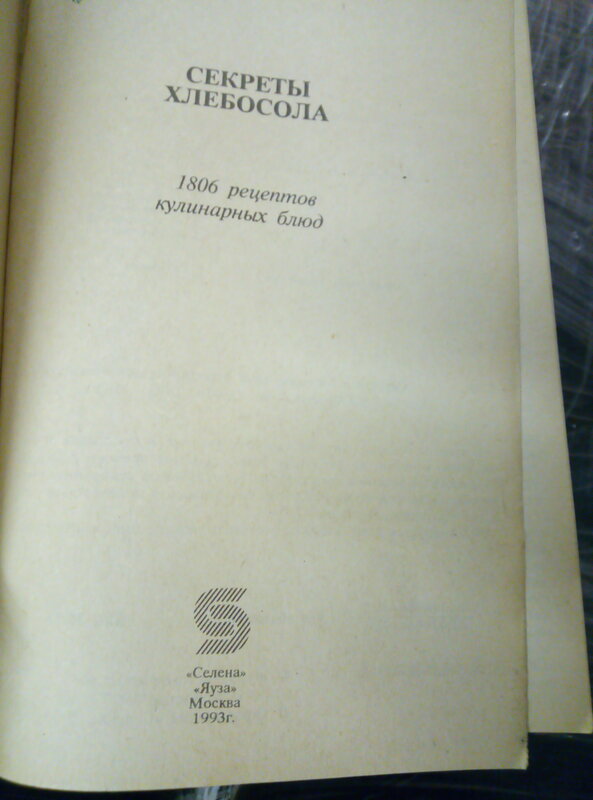 СЕКРЕТЫ
ХЛЕБОСОЛА
1806 рецептов
кулинарных блюд
«Селена»
«Яуза»
Москва
1993г.